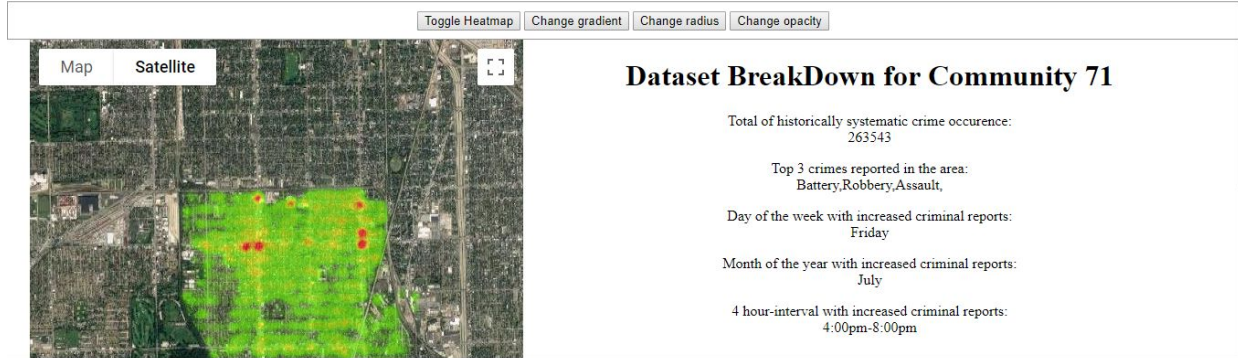 Toggle Heatmap Change gradient Change radius Change opacity
Map Satellite
Dataset BreakDown for Community 71
Total of historically systematic crime occurence:
263543
Top 3 crimes reported in the area:
Battery,Robbery,Assault,
Day of the week with increased criminal reports:
Friday
Month of the year with increased criminal reports:
July
4 hour-interval with increased criminal reports:
4:00pm-8:00pm